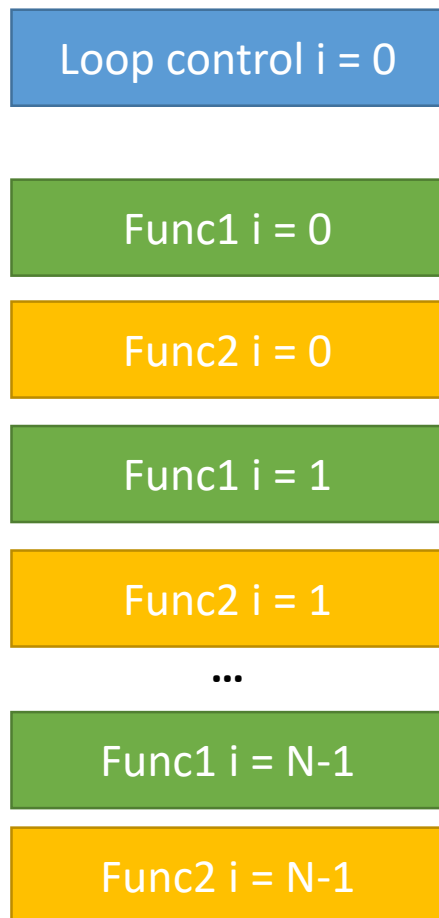 Loop control i = 0
Func1 i = 0
Func2 i = 0
Func1 i = 1
Func2 i = 1
...
Func1 i = N-1
Func2 i = N-1